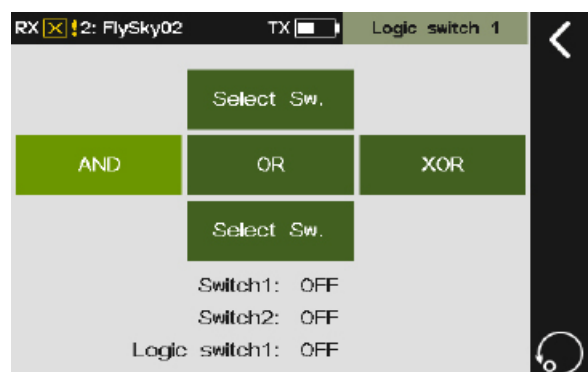 RX ! 2: FlySky02 TX Logic switch 1
Select Sw.
AND OR XOR
Select Sw.
Switch1: OFF
Switch2: OFF
Logic switch1: OFF